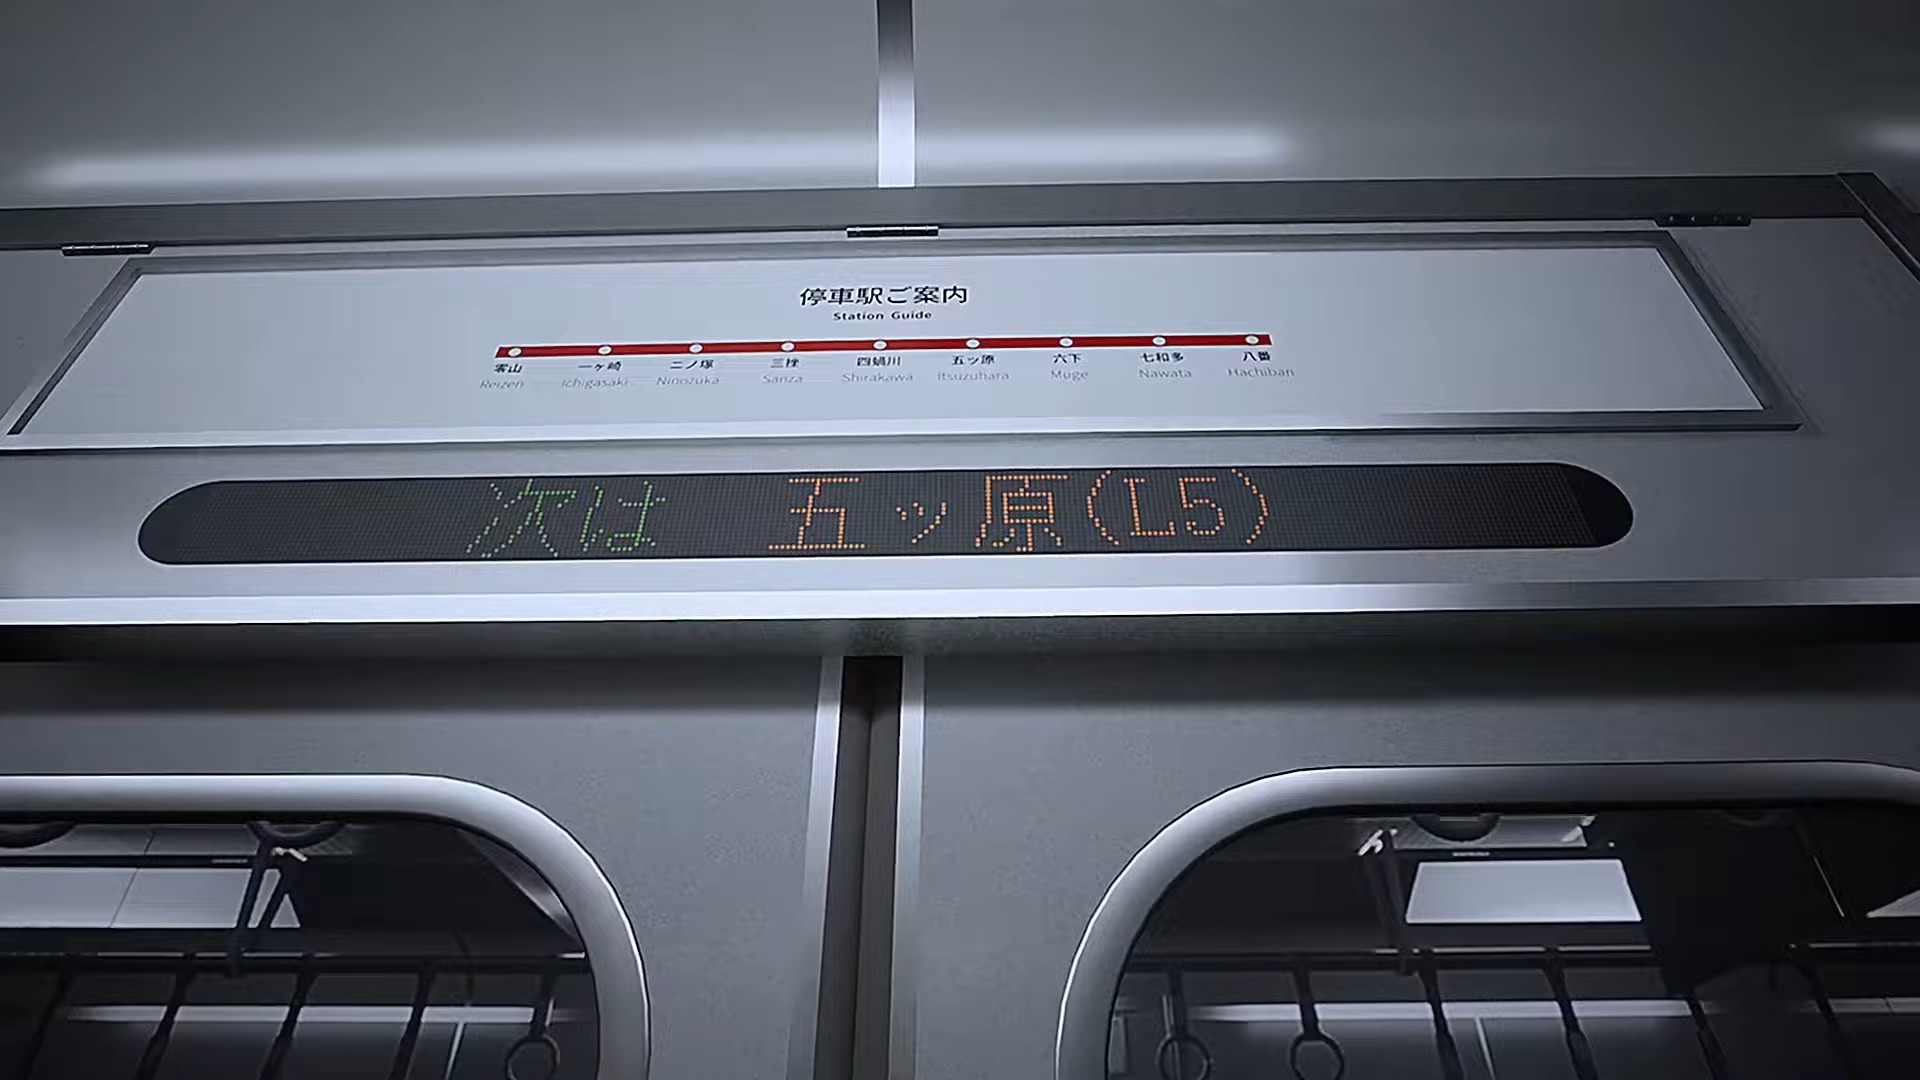 停車駅ご案内
Station Guide
零山 一ヶ崎 二ノ塚 三挫 四蝸川 五ッ原 六下 七和多 八番
Reizen Ichigasaki Ninozuka Sanza Shirakawa Itsuzuhara Muge Nawata Hachiban
次は 五ッ原(L5)